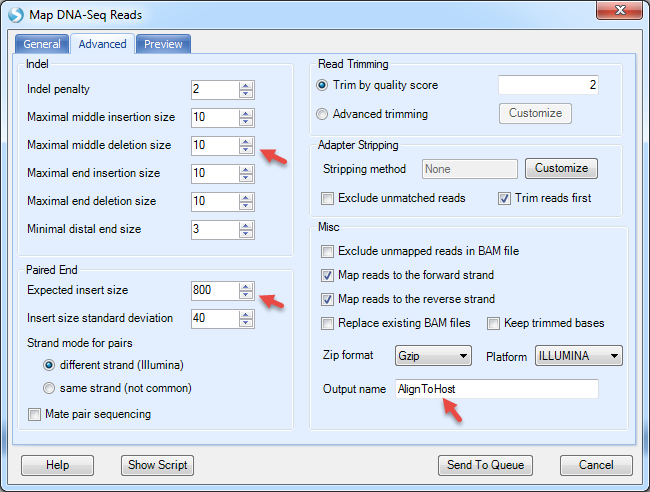 Map DNA-Seq Reads
General
Advanced
Preview
Indel
Indel penalty 2
Maximal middle insertion size 10
Maximal middle deletion size 10
Maximal end insertion size 10
Maximal end deletion size 10
Minimal distal end size 3
Paired End
Expected insert size 800
Insert size standard deviation 40
Strand mode for pairs
different strand (Illumina)
same strand (not common)
Mate pair sequencing
Read Trimming
Trim by quality score 2
Advanced trimming Customize
Adapter Stripping
Stripping method None Customize
Exclude unmatched reads Trim reads first
Misc
Exclude unmapped reads in BAM file
Map reads to the forward strand
Map reads to the reverse strand
Replace existing BAM files Keep trimmed bases
Zip format Gzip Platform ILLUMINA
Output name AlignToHost
Help Show Script Send To Queue Cancel